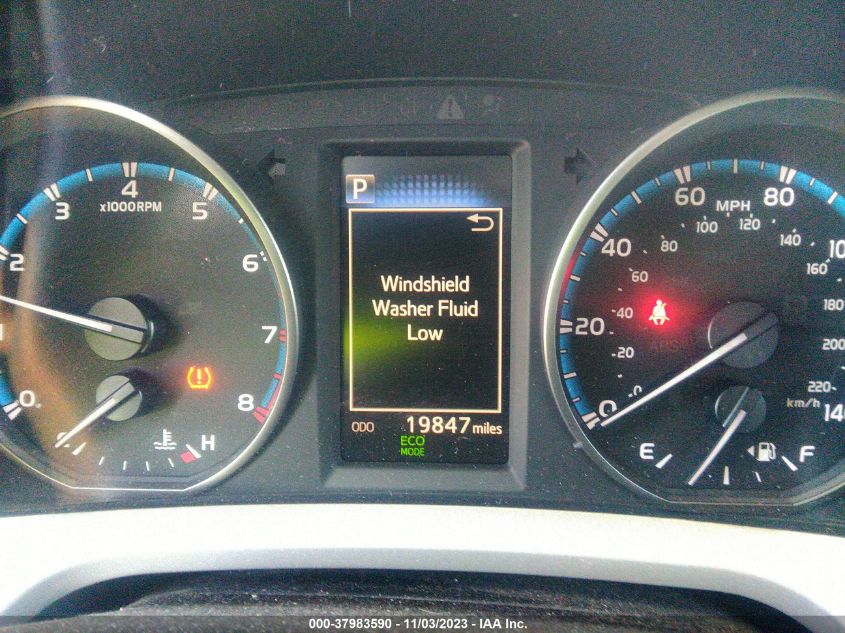 x1000RPM
0
2
3
4
5
6
7
8
H
P
Windshield
Washer Fluid
Low
ODO 19847 miles
ECO
MODE
MPH
0
20
40
60
80
km/h
0
20
40
60
80
100
120
140
160
180
200
220
140
E
F
000-37983590 - 11/03/2023 - IAA Inc.